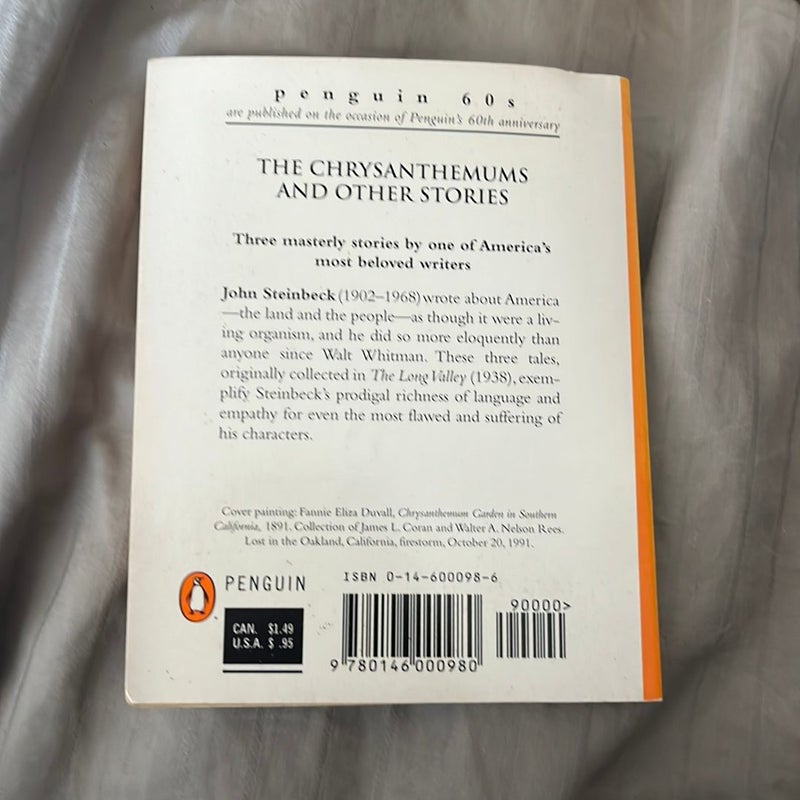 penguin 60s
are published on the occasion of Penguin's 60th anniversary
THE CHRYSANTHEMUMS
AND OTHER STORIES
Three masterly stories by one of America's
most beloved writers
John Steinbeck (1902–1968) wrote about America
—the land and the people—as though it were a liv-
ing organism, and he did so more eloquently than
anyone since Walt Whitman. These three tales,
originally collected in The Long Valley (1938), exem-
plify Steinbeck's prodigal richness of language and
empathy for even the most flawed and suffering of
his characters.
Cover painting: Fannie Eliza Duvall, Chrysanthemum Garden in Southern
California, 1891. Collection of James L. Coran and Walter A. Nelson Rees.
Lost in the Oakland, California, firestorm, October 20, 1991.
PENGUIN
CAN. $1.49
U.S.A. $ .95
ISBN 0-14-600098-6
90000>
9 780146 000980